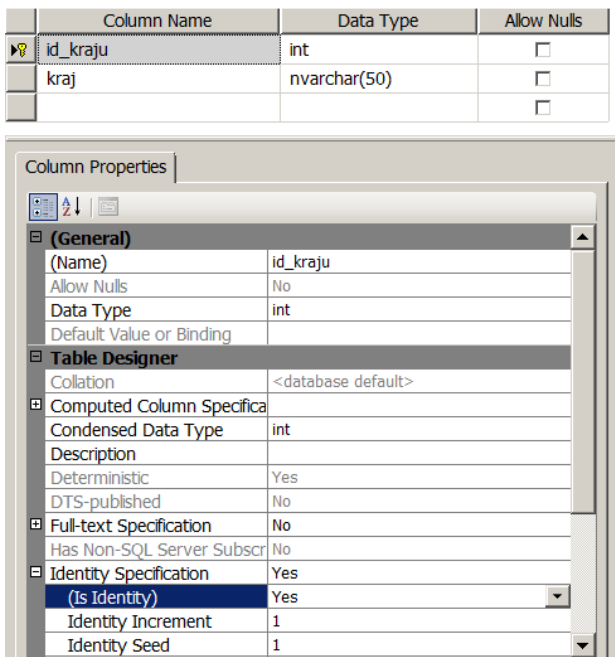 Column Name Data Type Allow Nulls
id_kraju int
kraj nvarchar(50)
Column Properties
(General)
(Name) id_kraju
Allow Nulls No
Data Type int
Default Value or Binding
Table Designer
Collation <database default>
Computed Column Specifica
Condensed Data Type int
Description
Deterministic Yes
DTS-published No
Full-text Specification No
Has Non-SQL Server Subscr No
Identity Specification Yes
(Is Identity) Yes
Identity Increment 1
Identity Seed 1